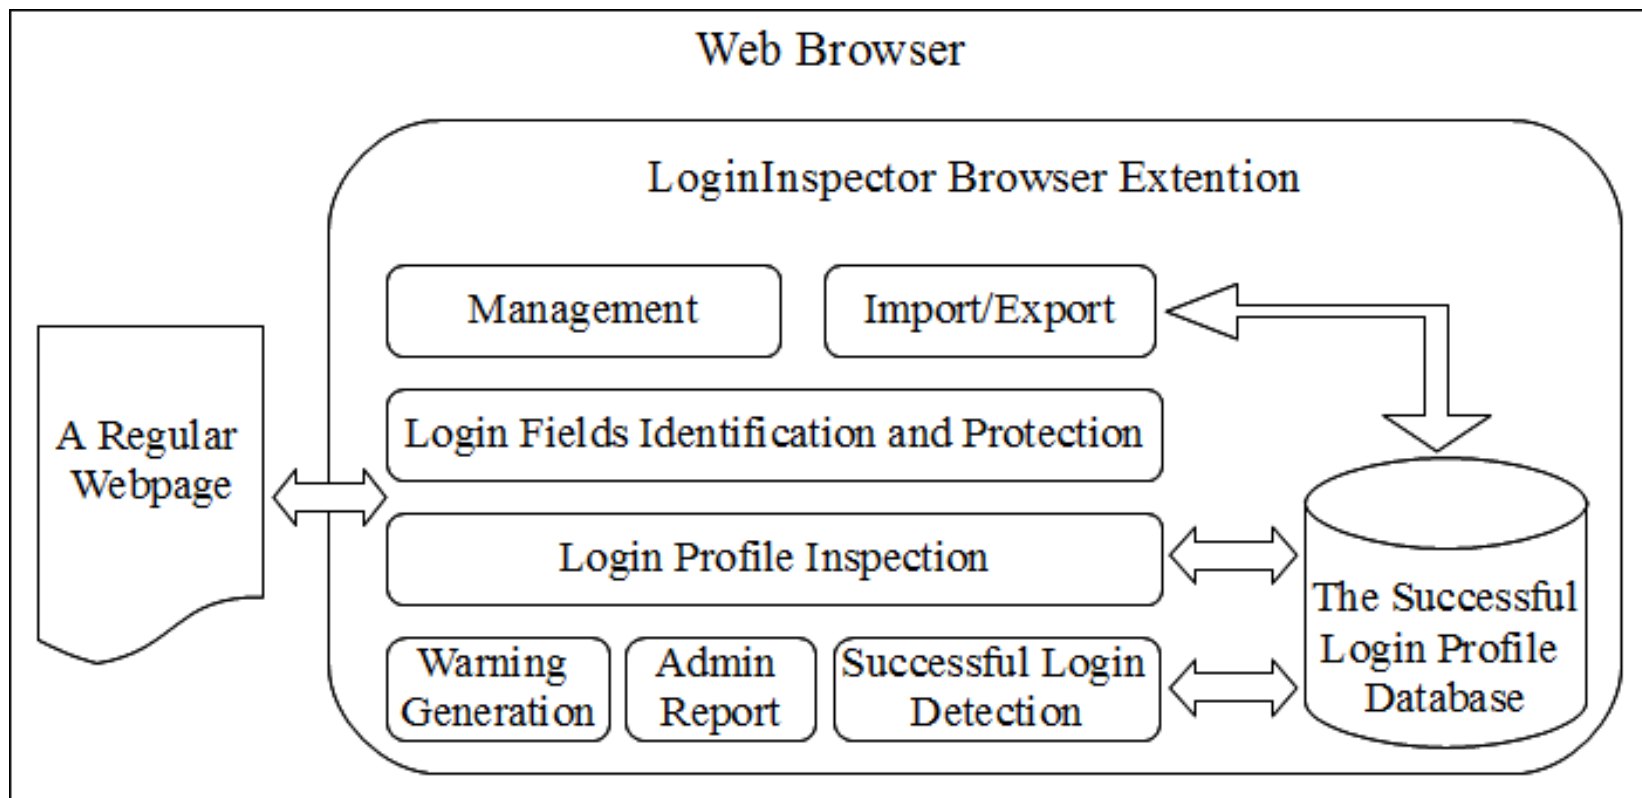 Web Browser
LoginInspector Browser Extention
Management
Import/Export
A Regular
Webpage
Login Fields Identification and Protection
Login Profile Inspection
Warning
Generation
Admin
Report
Successful Login
Detection
The Successful
Login Profile
Database